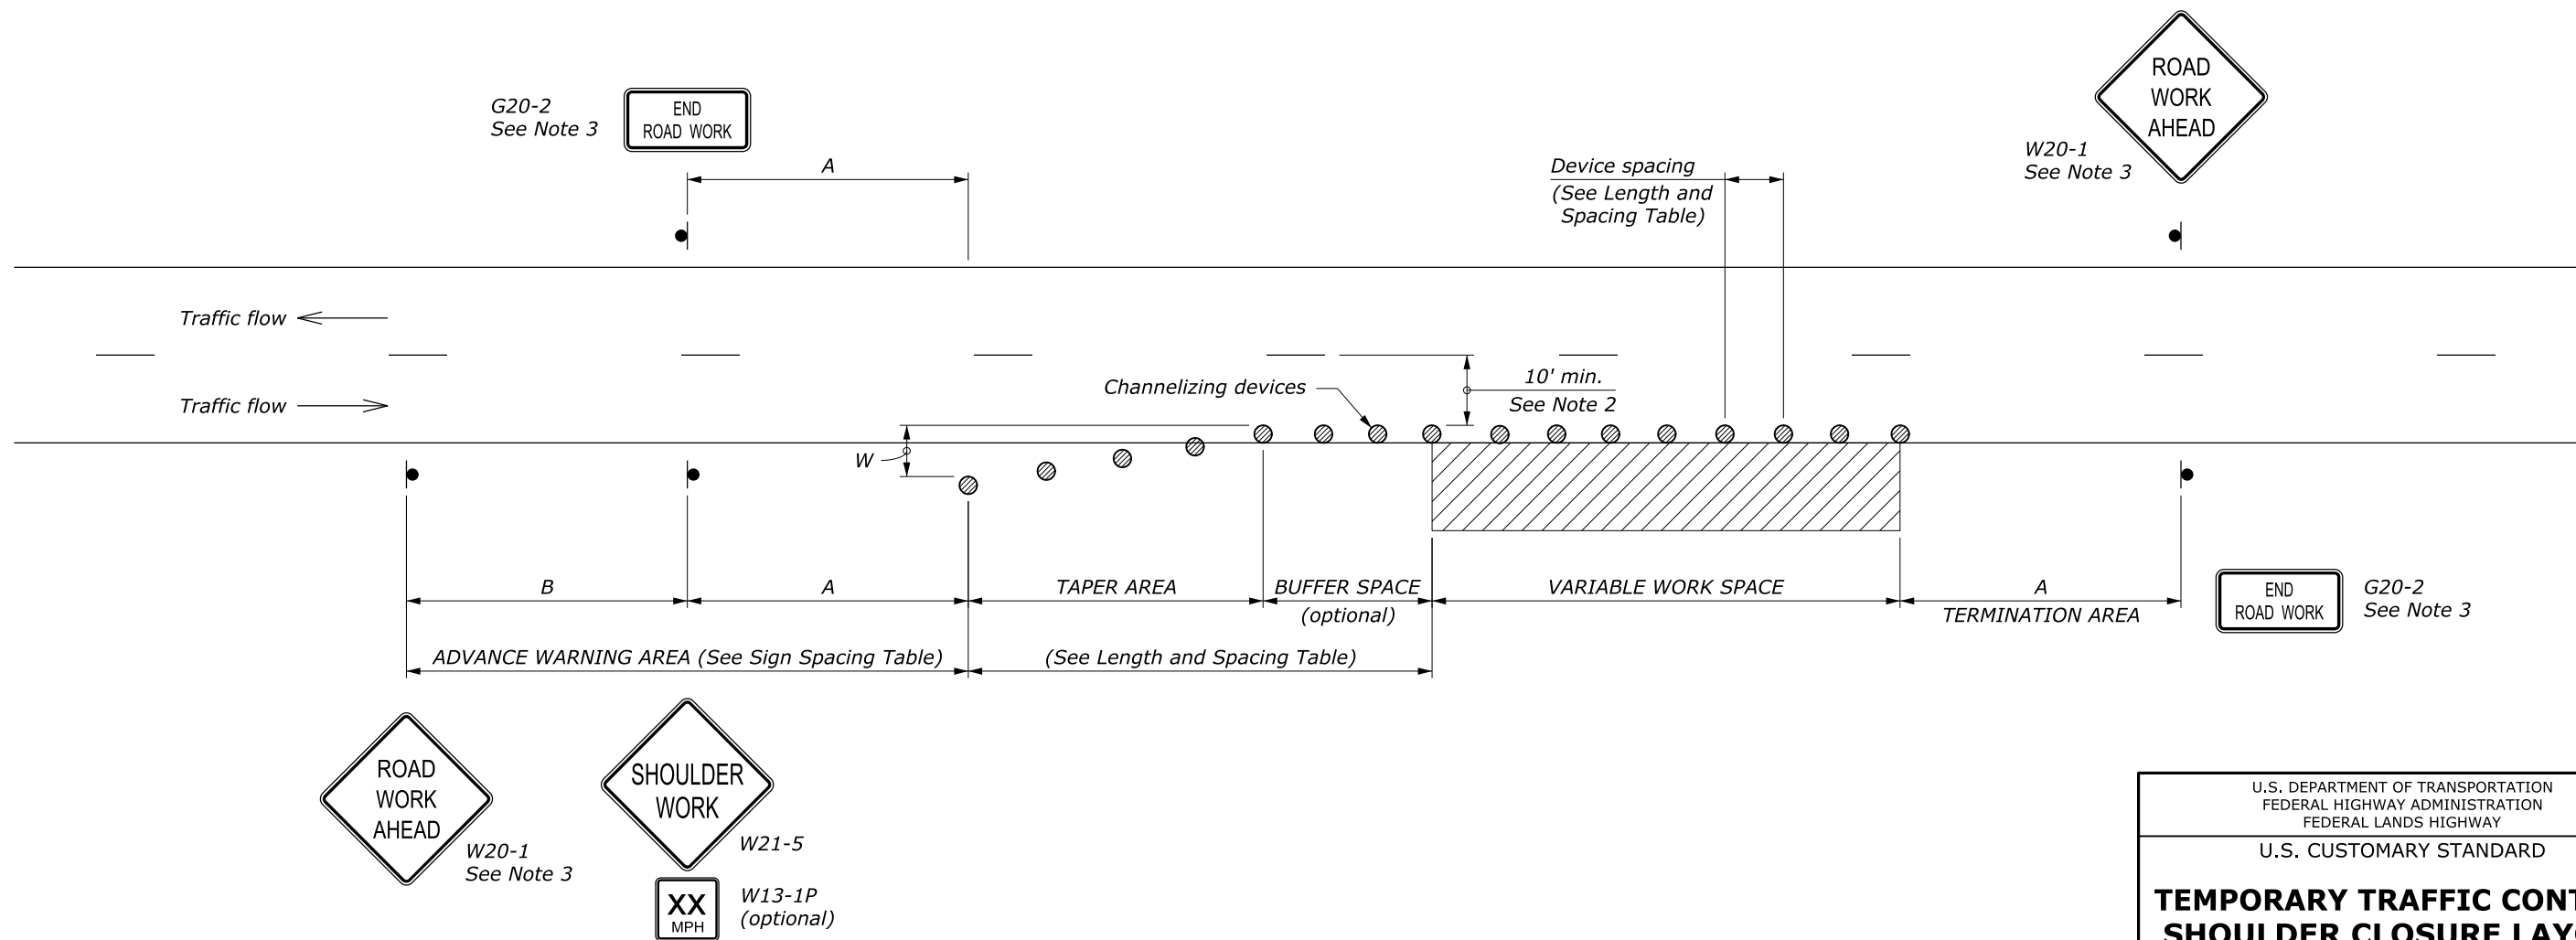 G20-2
See Note 3
END
ROAD WORK
A
Device spacing
(See Length and
Spacing Table)
ROAD
WORK
AHEAD
W20-1
See Note 3
Traffic flow
Traffic flow
Channelizing devices
10' min.
See Note 2
W
B
A
TAPER AREA
BUFFER SPACE
(optional)
VARIABLE WORK SPACE
A
TERMINATION AREA
END
ROAD WORK
G20-2
See Note 3
ADVANCE WARNING AREA (See Sign Spacing Table)
(See Length and Spacing Table)
ROAD
WORK
AHEAD
W20-1
See Note 3
SHOULDER
WORK
W21-5
XX
MPH
W13-1P
(optional)
U.S. DEPARTMENT OF TRANSPORTATION
FEDERAL HIGHWAY ADMINISTRATION
FEDERAL LANDS HIGHWAY
U.S. CUSTOMARY STANDARD
TEMPORARY TRAFFIC
SHOULDER CLOSURE